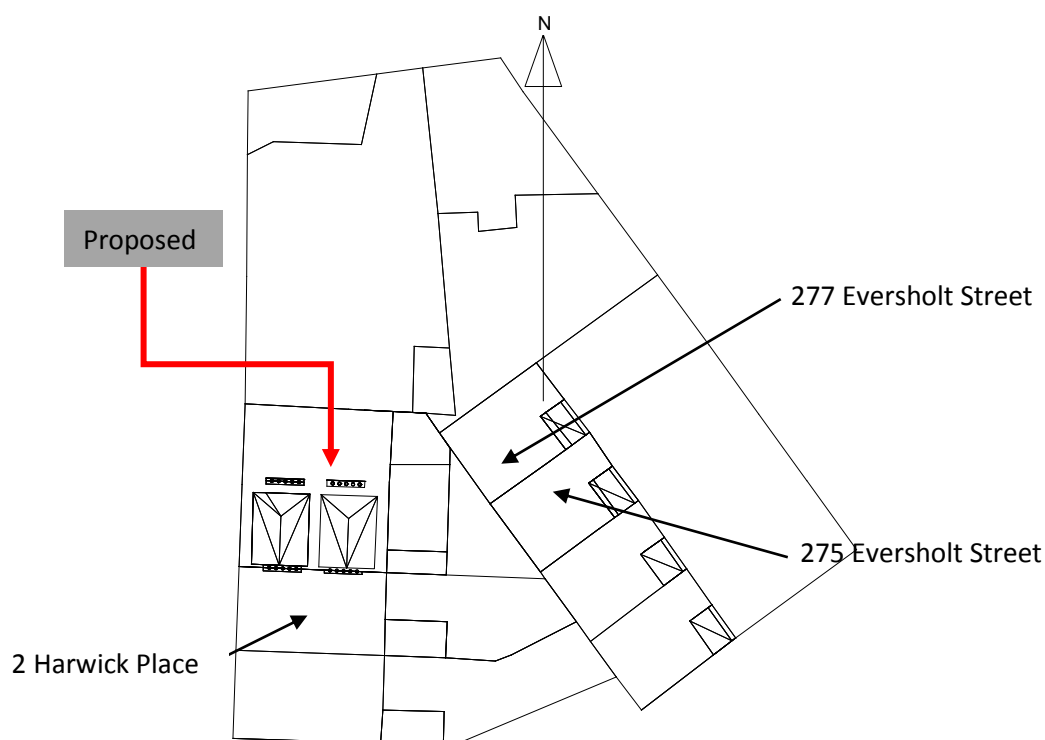 N
Proposed
277 Eversholt Street
275 Eversholt Street
2 Harwick Place